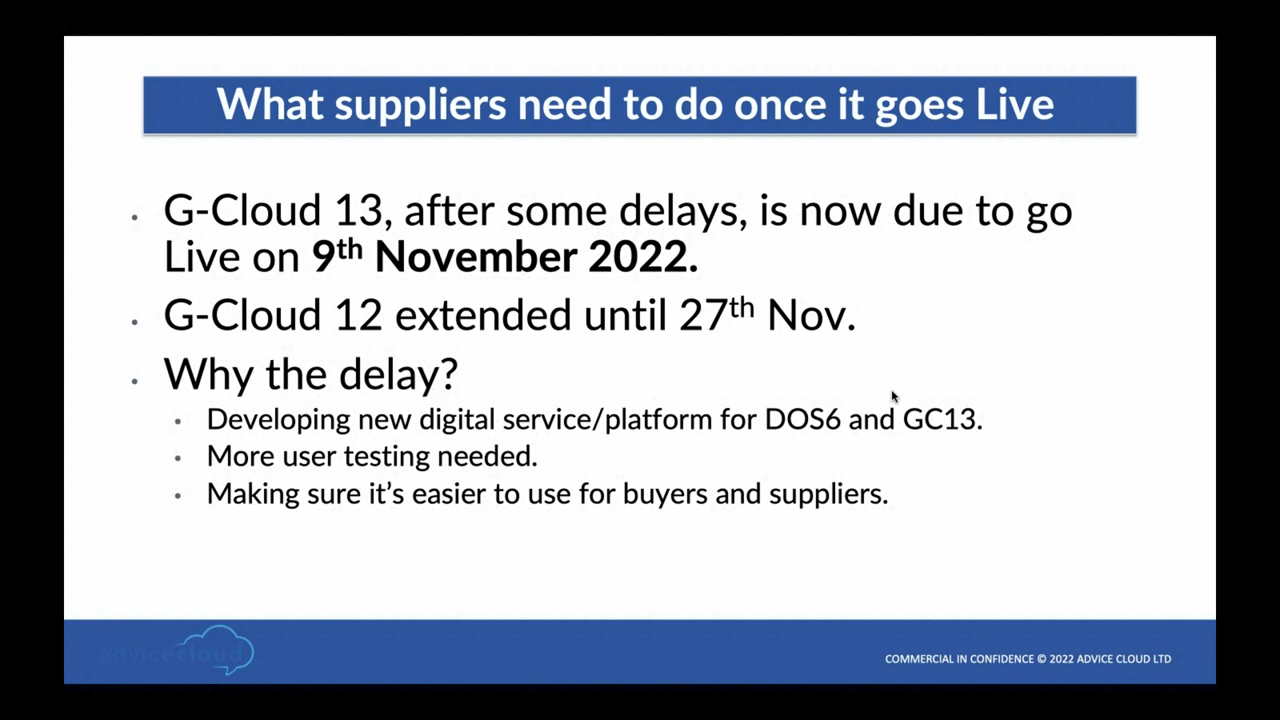 What suppliers need to do once it goes Live
• G-Cloud 13, after some delays, is now due to go
Live on 9th November 2022.
• G-Cloud 12 extended until 27th Nov.
• Why the delay?
• Developing new digital service/platform for DOS6 and GC13.
• More user testing needed.
• Making sure it’s easier to use for buyers and suppliers.
advicecloud
COMMERCIAL IN CONFIDENCE © 2022 ADVICE CLOUD LTD